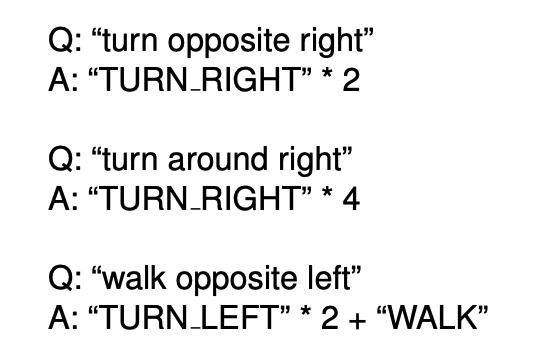 Q: “turn opposite right”
A: “TURN_RIGHT” * 2
Q: “turn around right”
A: “TURN_RIGHT” * 4
Q: “walk opposite left”
A: “TURN_LEFT” * 2 + “WALK”